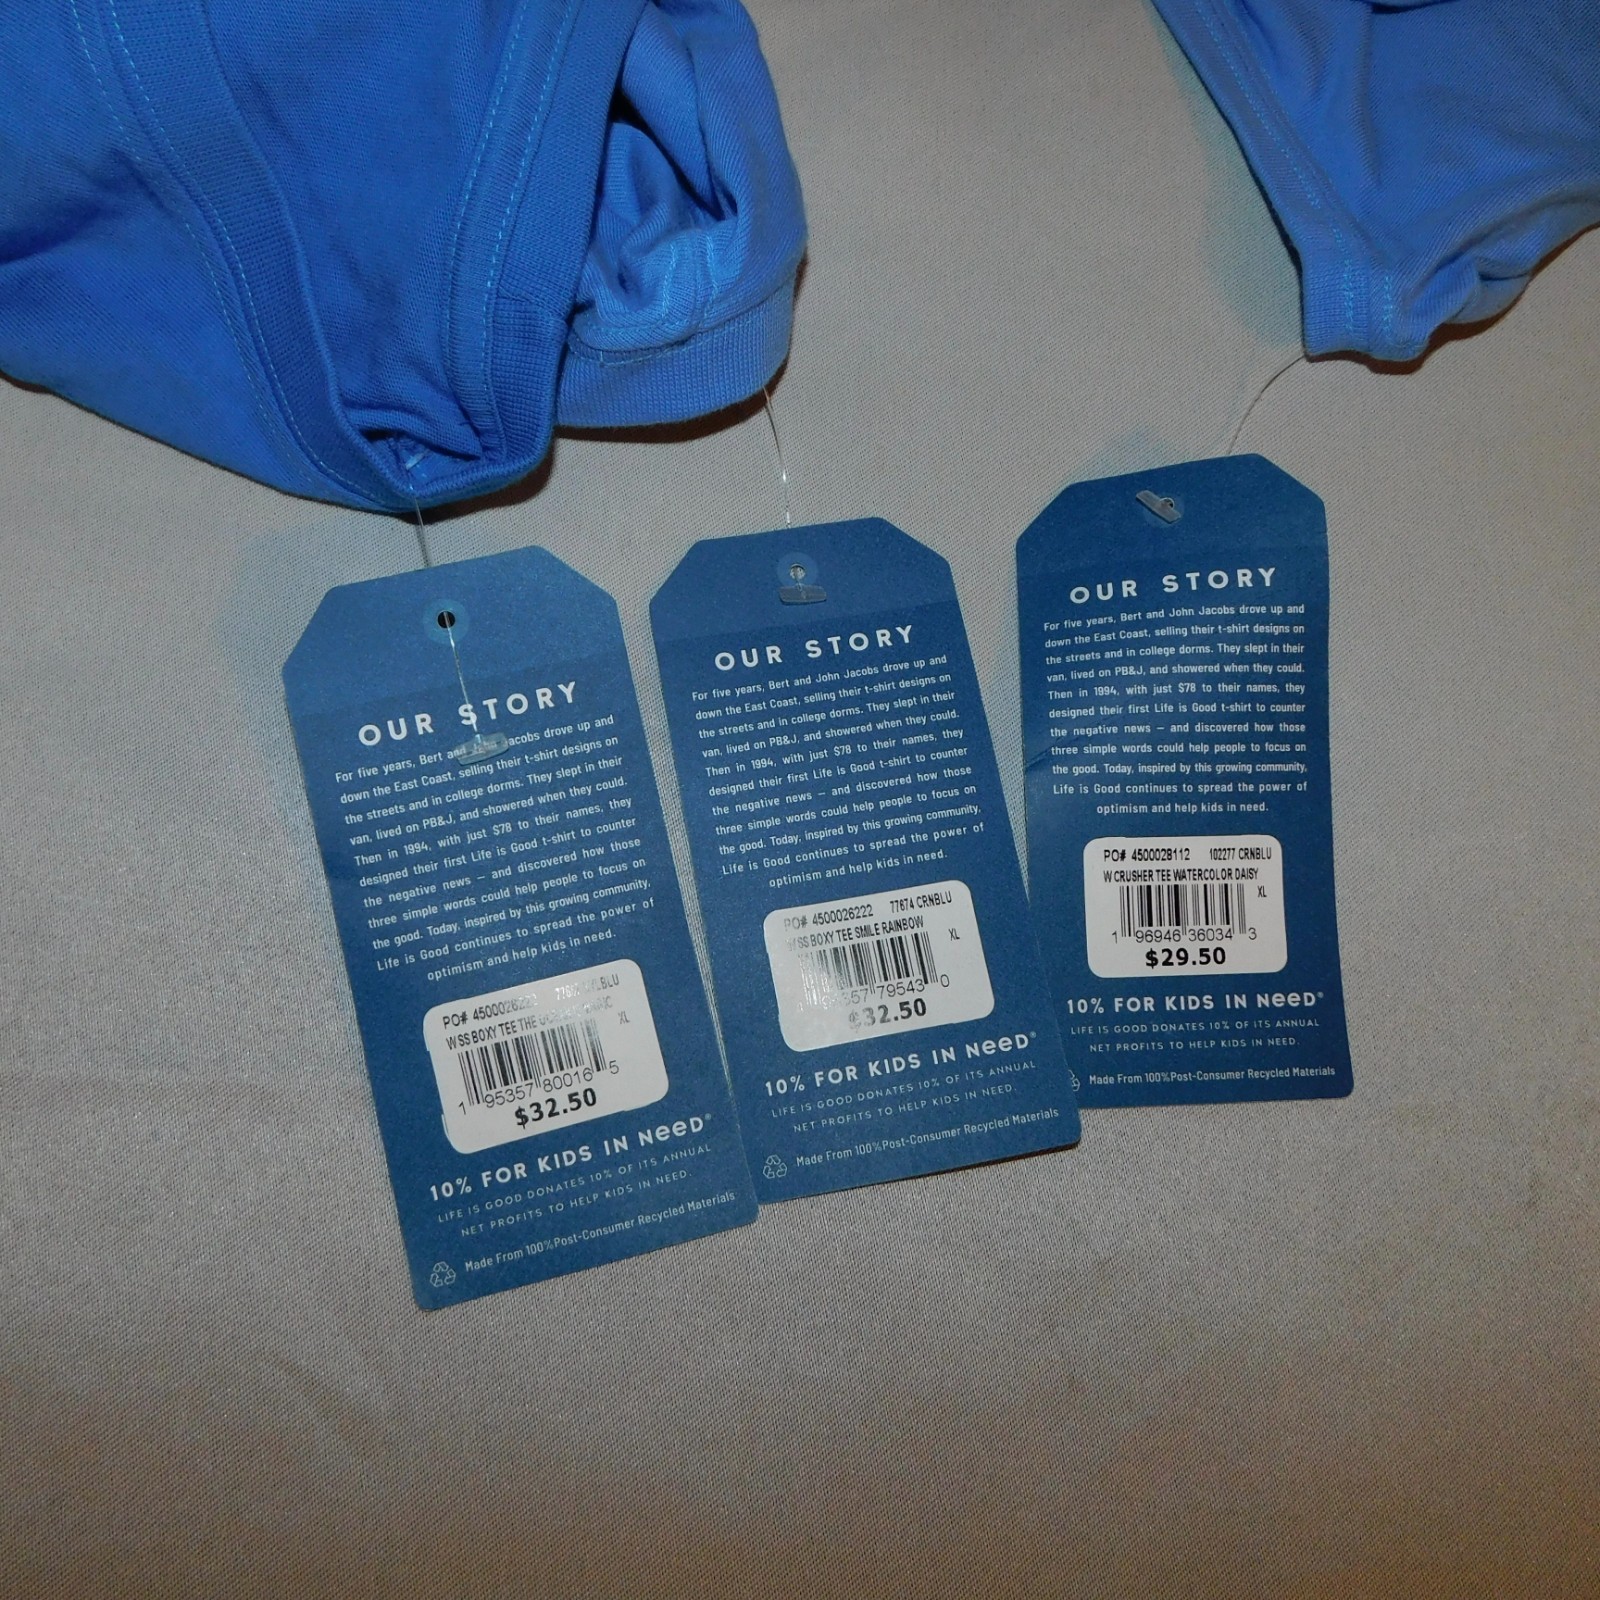 OUR STORY
For five years, Bert and Jacobs drove up and
down the East Coast, selling their t-shirt designs on
the streets and in college dorms. They slept in their
van, lived on PB&J, and showered when they could.
Then in 1994, with just $78 to their names, they
designed their first Life is Good t-shirt to counter
the negative news — and discovered how those
three simple words could help people to focus on
the good. Today, inspired by this growing community,
Life is Good continues to spread the power of
optimism and help kids in need.
PO# 4500026222
W SS BOXY TEE THE
XL
1 95357 80016 5
$32.50
10% FOR KIDS IN NeeD®
LIFE IS GOOD DONATES 10% OF ITS ANNUAL
NET PROFITS TO HELP KIDS IN NEED.
Made From 100%Post-Consumer Recycled Materials
OUR STORY
For five years, Bert and John Jacobs drove up and
down the East Coast, selling their t-shirt designs on
the streets and in college dorms. They slept in their
van, lived on PB&J, and showered when they could.
Then in 1994, with just $78 to their names, they
designed their first Life is Good t-shirt to counter
the negative news — and discovered how those
three simple words could help people to focus on
the good. Today, inspired by this growing community,
Life is Good continues to spread the power of
optimism and help kids in need.
PO# 4500026222 77674 CRNBLU
W SS BOXY TEE SMILE RAINBOW
XL
79543 0
$32.50
10% FOR KIDS IN NeeD®
LIFE IS GOOD DONATES 10% OF ITS ANNUAL
NET PROFITS TO HELP KIDS IN NEED.
Made From 100%Post-Consumer Recycled Materials
OUR STORY
For five years, Bert and John Jacobs drove up and
down the East Coast, selling their t-shirt designs on
the streets and in college dorms. They slept in their
van, lived on PB&J, and showered when they could.
Then in 1994, with just $78 to their names, they
designed their first Life is Good t-shirt to counter
the negative news — and discovered how those
three simple words could help people to focus on
the good. Today, inspired by this growing community,
Life is Good continues to spread the power of
optimism and help kids in need.
PO# 4500028112 102277 CRNBLU
W CRUSHER TEE WATERCOLOR DAISY
XL
1 96946 36034 3
$29.50
10% FOR KIDS IN NeeD®
LIFE IS GOOD DONATES 10% OF ITS ANNUAL
NET PROFITS TO HELP KIDS IN NEED.
Made From 100%Post-Consumer Recycled Materials